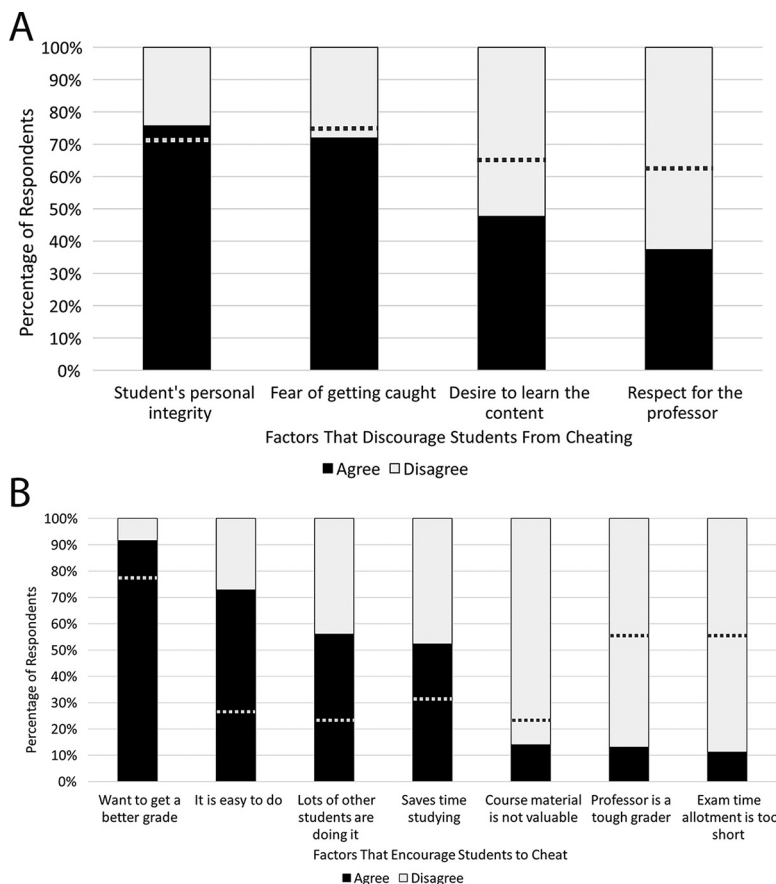 A
100%
90%
80%
70%
60%
50%
40%
30%
20%
10%
0%
Percentage of Respondents
Student's personal
integrity
Fear of getting caught
Desire to learn the
content
Respect for the
professor
Factors That Discourage Students From Cheating
Agree Disagree
B
100%
90%
80%
70%
60%
50%
40%
30%
20%
10%
0%
Percentage of Respondents
Want to get a
better grade
It is easy to do
Lots of other
students are
doing it
Saves time
studying
Course material
is not valuable
Professor is a
tough grader
Exam time
allotment is too
short
Factors That Encourage Students to Cheat
Agree Disagree